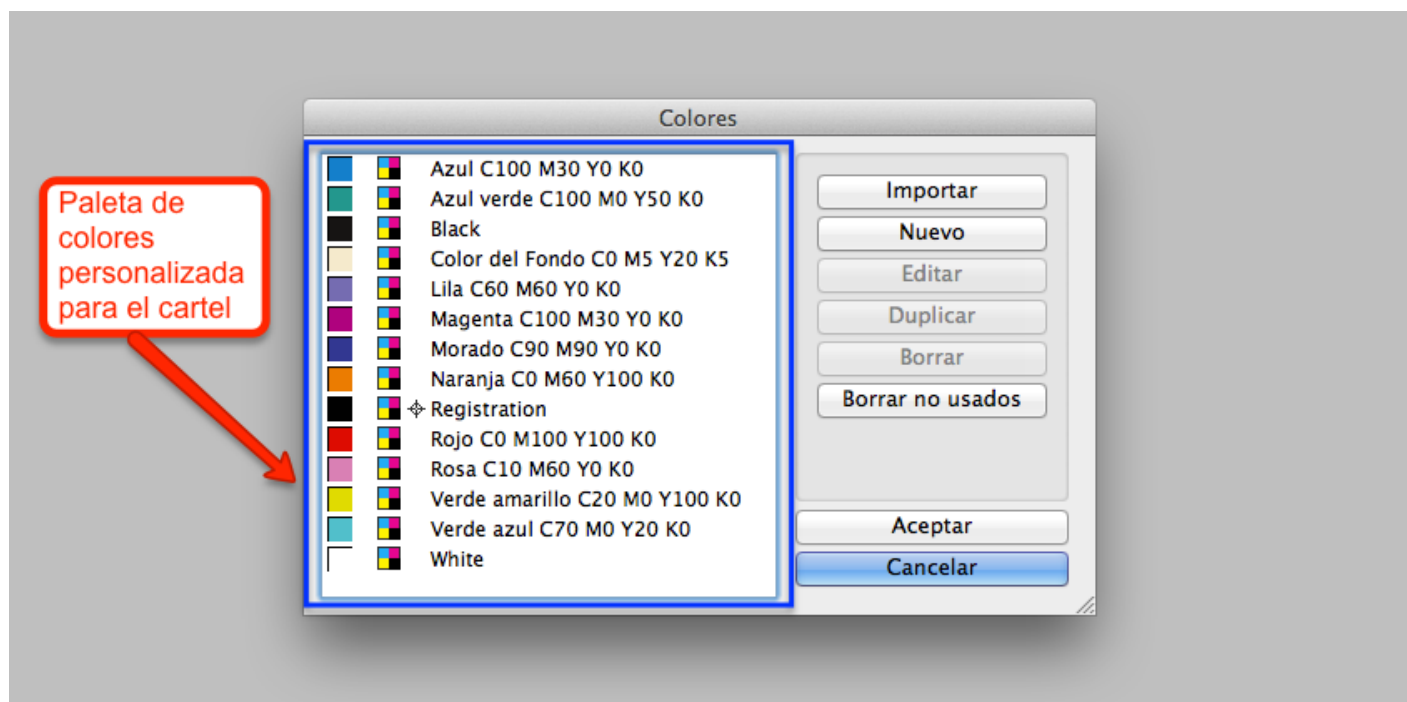 Colores
Paleta de
colores
personalizada
para el cartel
Azul C100 M30 Y0 K0
Azul verde C100 M0 Y50 K0
Black
Color del Fondo C0 M5 Y20 K5
Lila C60 M60 Y0 K0
Magenta C100 M30 Y0 K0
Morado C90 M90 Y0 K0
Naranja C0 M60 Y100 K0
Registration
Rojo C0 M100 Y100 K0
Rosa C10 M60 Y0 K0
Verde amarillo C20 M0 Y100 K0
Verde azul C70 M0 Y20 K0
White
Importar
Nuevo
Editar
Duplicar
Borrar
Borrar no usados
Aceptar
Cancelar